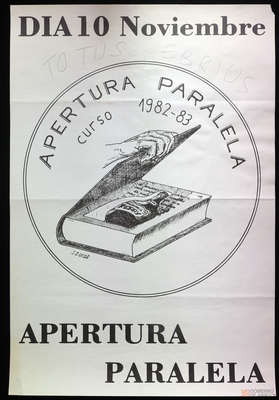 DIA 10 Noviembre
TOTUS EBRIUS
APERTURA PARALELA
curso 1982-83
APERTURA
PARALELA